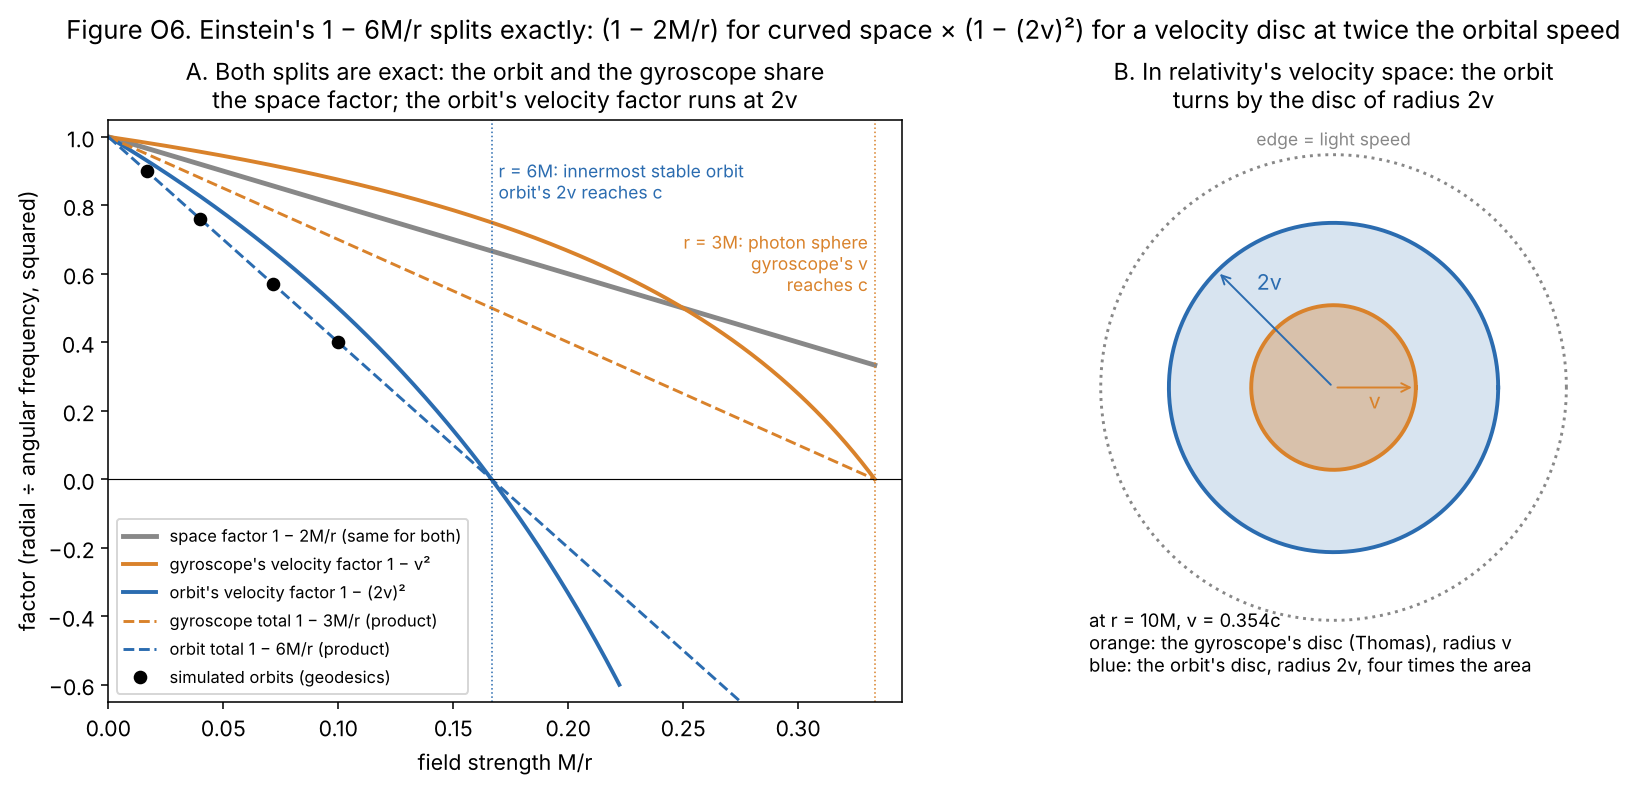 Figure O6. Einstein's 1 − 6M/r splits exactly: (1 − 2M/r) for curved space × (1 − (2v)²) for a velocity disc at twice the orbital speed
A. Both splits are exact: the orbit and the gyroscope share
the space factor; the orbit's velocity factor runs at 2v
factor (radial ÷ angular frequency, squared)
1.0
0.8
0.6
0.4
0.2
0.0
−0.2
−0.4
−0.6
r = 6M: innermost stable orbit
orbit's 2v reaches c
r = 3M: photon sphere
gyroscope's v
reaches c
space factor 1 − 2M/r (same for both)
gyroscope's velocity factor 1 − v²
orbit's velocity factor 1 − (2v)²
gyroscope total 1 − 3M/r (product)
orbit total 1 − 6M/r (product)
simulated orbits (geodesics)
0.00
0.05
0.10
0.15
0.20
0.25
0.30
field strength M/r
B. In relativity's velocity space: the orbit
turns by the disc of radius 2v
edge = light speed
2v
v
at r = 10M, v = 0.354c
orange: the gyroscope's disc (Thomas), radius v
blue: the orbit's disc, radius 2v, four times the area